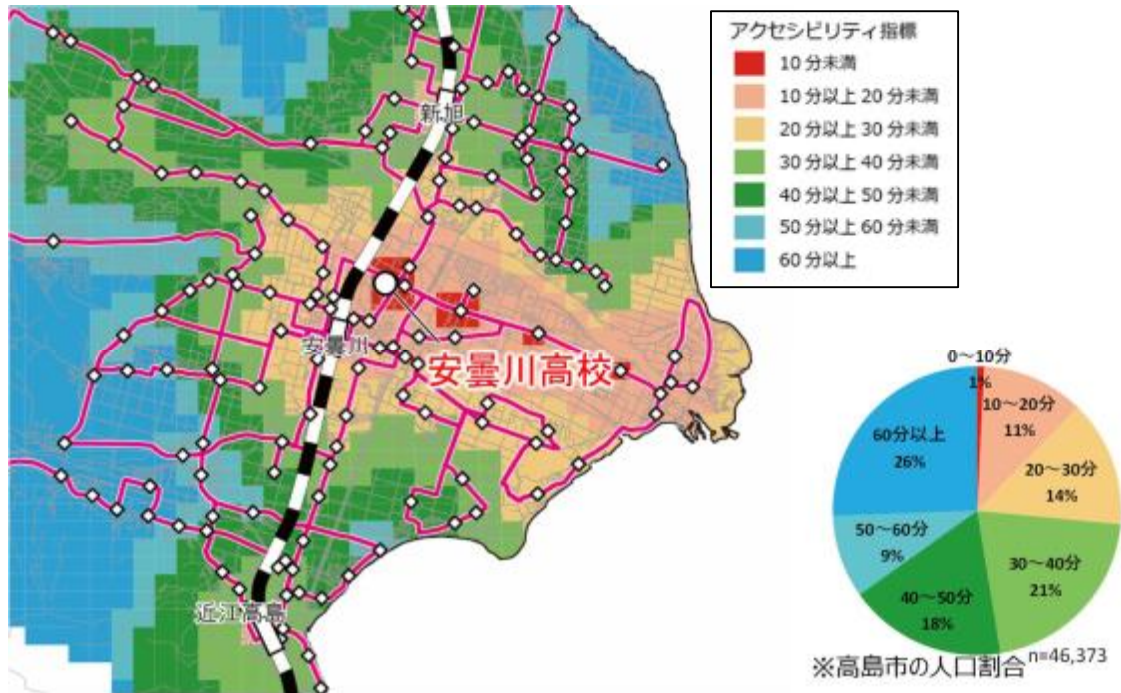 新旭
安曇川
安曇川高校
近江高島
アクセシビリティ指標
10分未満
10分以上20分未満
20分以上30分未満
30分以上40分未満
40分以上50分未満
50分以上60分未満
60分以上
0〜10分
1%
10〜20分
11%
20〜30分
14%
30〜40分
21%
40〜50分
18%
50〜60分
9%
60分以上
26%
※高島市の人口割合 n=46,373